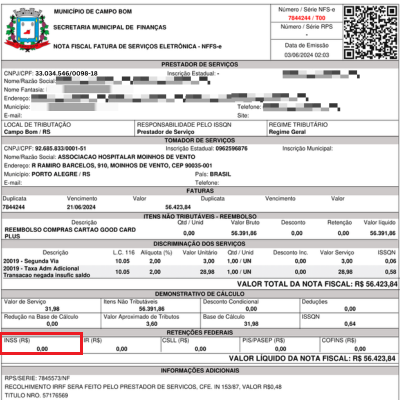 MUNICÍPIO DE CAMPO BOM
SECRETARIA MUNICIPAL DE FINANÇAS
NOTA FISCAL FATURA DE SERVIÇOS ELETRÔNICA - NFFS-e
Número / Série NFS-e
7844244 / T00
Número / Série RPS
-
Data de Emissão
03/06/2024 02:03
PRESTADOR DE SERVIÇOS
CNPJ/CPF: 33.034.546/0098-18 Inscrição Estadual: -
Nome/Razão Social:
Nome Fantasia:
Endereço:
Município: Telefone:
E-mail: Site:
LOCAL DE TRIBUTAÇÃO RESPONSABILIDADE PELO ISSQN REGIME TRIBUTÁRIO
Campo Bom / RS Prestador de Serviço Regime Geral
TOMADOR DE SERVIÇOS
CNPJ/CPF: 92.685.833/0001-51 Inscrição Estadual: 0962596876 Inscrição Municipal:
Nome/Razão Social: ASSOCIACAO HOSPITALAR MOINHOS DE VENTO
Endereço: R RAMIRO BARCELOS, 910, MOINHOS DE VENTO, CEP 90035-001
Município: PORTO ALEGRE / RS País: BRASIL
E-mail: Telefone:
FATURAS
Duplicata Vencimento Valor Duplicata Vencimento Valor
7844244 21/06/2024 56.423,84
ITENS NÃO TRIBUTÁVEIS - REEMBOLSO
Descrição Qtd / Unid Valor Bruto Desconto Retenção Valor líquido
REEMBOLSO COMPRAS CARTAO GOOD CARD PLUS 0,00 56.391,86 0,00 0,00 56.391,86
DISCRIMINAÇÃO DOS SERVIÇOS
Descrição L.C. 116 Alíquota (%) Valor Unitário Qtd / Unid Desconto Inc. Valor Serviço ISSQN
20019 - Segunda Via 10.05 2,00 3,00 1,00 / UN 0,00 3,00 0,06
20019 - Taxa Adm Adicional Transacao negada insufic saldo 10.05 2,00 28,98 1,00 / UN 0,00 28,98 0,58
VALOR TOTAL DA NOTA FISCAL: R$ 56.423,84
DEMONSTRATIVO DE CÁLCULO
Valor de Serviço Itens Não Tributáveis Desconto Condicional Deduções
31,98 56.391,86 0,00 0,00
Redução na Base de Cálculo Valor Aproximado de Tributos Base de Cálculo ISSQN
0,00 3,60 31,98 0,64
RETENÇÕES FEDERAIS
INSS (R$) IR (R$) CSLL (R$) PIS/PASEP (R$) COFINS (R$)
0,00 0,00 0,00 0,00 0,00
VALOR LÍQUIDO DA NOTA FISCAL: R$ 56.423,84
INFORMAÇÕES ADICIONAIS
RPS/SERIE: 7845573/NF
RECOLHIMENTO IRRF SERA FEITO PELO PRESTADOR DE SERVICOS, CFE. IN 153/87, VALOR R$0,48
TITULO N.: 57176569